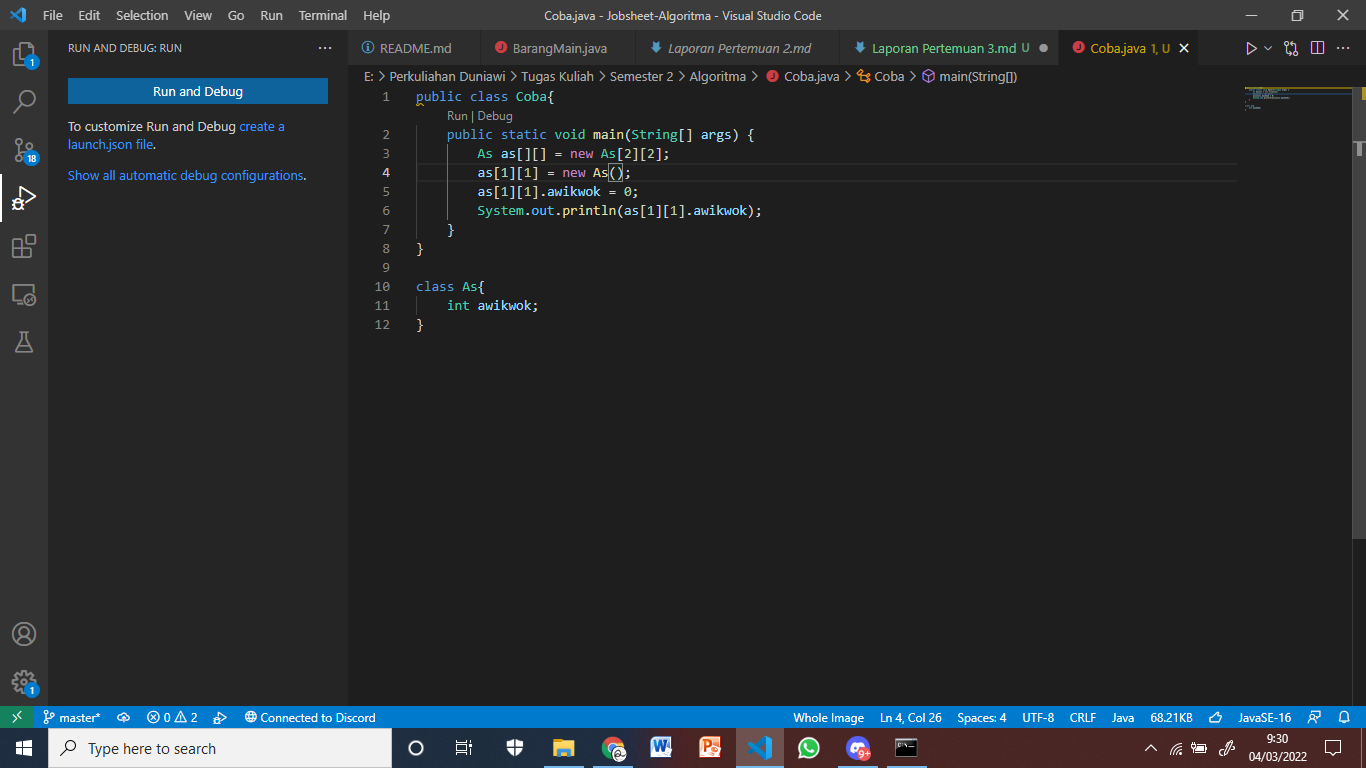 File Edit Selection View Go Run Terminal Help Coba.java - Jobsheet-Algoritma - Visual Studio Code
RUN AND DEBUG: RUN ···
README.md BarangMain.java Laporan Pertemuan 2.md Laporan Pertemuan 3.md U Coba.java 1, U
E: > Perkuliahan Duniawi > Tugas Kuliah > Semester 2 > Algoritma > Coba.java > Coba > main(String[])
Run and Debug
To customize Run and Debug create a
launch.json file.
Show all automatic debug configurations.
1 public class Coba{
Run | Debug
2 public static void main(String[] args) {
3 As as[][] = new As[2][2];
4 as[1][1] = new As();
5 as[1][1].awikwok = 0;
6 System.out.println(as[1][1].awikwok);
7 }
8 }
9
10 class As{
11 int awikwok;
12 }
1
18
1
master* 0 2 Connected to Discord Whole Image Ln 4, Col 26 Spaces: 4 UTF-8 CRLF Java 68.21KB JavaSE-16
Type here to search
9+
9:30
04/03/2022